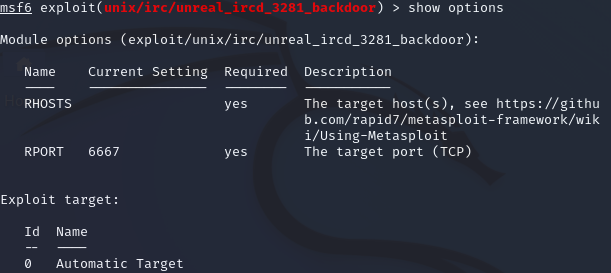 msf6 exploit(unix/irc/unreal_ircd_3281_backdoor) > show options
Module options (exploit/unix/irc/unreal_ircd_3281_backdoor):
Name Current Setting Required Description
---- --------------- -------- -----------
RHOSTS yes The target host(s), see https://githu
b.com/rapid7/metasploit-framework/wik
i/Using-Metasploit
RPORT 6667 yes The target port (TCP)
Exploit target:
Id Name
-- ----
0 Automatic Target